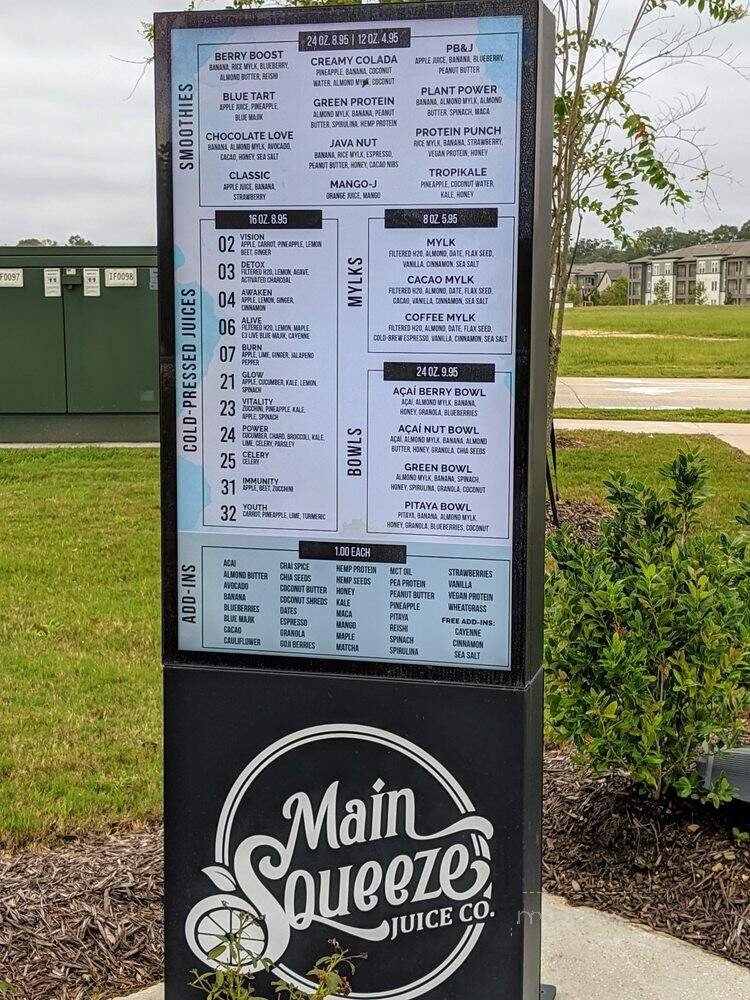 24 OZ. 8.95 | 12 OZ. 4.95
SMOOTHIES
BERRY BOOST
BANANA, RICE MYLK, BLUEBERRY,
ALMOND BUTTER, REISHI
BLUE TART
APPLE JUICE, PINEAPPLE,
BLUE MAJIK
CHOCOLATE LOVE
BANANA, ALMOND MYLK, AVOCADO,
CACAO, HONEY, SEA SALT
CLASSIC
APPLE JUICE, BANANA,
STRAWBERRY
CREAMY COLADA
PINEAPPLE, BANANA, COCONUT
WATER, ALMOND MYLK, COCONUT
GREEN PROTEIN
ALMOND MYLK, BANANA, PEANUT
BUTTER, SPIRULINA, HEMP PROTEIN
JAVA NUT
BANANA, RICE MYLK, ESPRESSO,
PEANUT BUTTER, HONEY, CACAO NIBS
MANGO-J
ORANGE JUICE, MANGO
PB&J
APPLE JUICE, BANANA, BLUEBERRY,
PEANUT BUTTER
PLANT POWER
BANANA, ALMOND MYLK, ALMOND
BUTTER, SPINACH, MACA
PROTEIN PUNCH
RICE MYLK, BANANA, STRAWBERRY,
VEGAN PROTEIN, HONEY
TROPIKALE
PINEAPPLE, COCONUT WATER,
KALE, HONEY
COLD-PRESSED JUICES
16 OZ. 8.95
02 VISION
APPLE, CARROT, PINEAPPLE, LEMON
BEET, GINGER
03 DETOX
FILTERED H2O, LEMON, AGAVE,
ACTIVATED CHARCOAL
04 AWAKEN
APPLE, LEMON, GINGER,
CINNAMON
06 ALIVE
FILTERED H2O, LEMON, MAPLE,
E3 LIVE BLUE MAJIK, CAYENNE
07 BURN
APPLE, LIME, GINGER, JALAPENO
PEPPER
21 GLOW
APPLE, CUCUMBER, KALE, LEMON,
SPINACH
23 VITALITY
ZUCCHINI, PINEAPPLE, KALE,
APPLE, SPINACH
24 POWER
CUCUMBER, CHARD, BROCCOLI, KALE,
LIME, CELERY, PARSLEY
25 CELERY
CELERY
31 IMMUNITY
APPLE, BEET, ZUCCHINI
32 YOUTH
CARROT, PINEAPPLE, LIME, TURMERIC
MYLKS
8 OZ. 5.95
MYLK
FILTERED H2O, ALMOND, DATE, FLAX SEED,
VANILLA, CINNAMON, SEA SALT
CACAO MYLK
FILTERED H2O, ALMOND, DATE, FLAX SEED,
CACAO, VANILLA, CINNAMON, SEA SALT
COFFEE MYLK
FILTERED H2O, ALMOND, DATE, FLAX SEED,
COLD-BREW ESPRESSO, VANILLA, CINNAMON, SEA SALT
BOWLS
24 OZ. 9.95
AÇAÍ BERRY BOWL
AÇAÍ, ALMOND MYLK, BANANA,
HONEY, GRANOLA, BLUEBERRIES
AÇAÍ NUT BOWL
AÇAÍ, ALMOND MYLK, BANANA, ALMOND
BUTTER, HONEY, GRANOLA, CHIA SEEDS
GREEN BOWL
ALMOND MYLK, BANANA, SPINACH,
HONEY, SPIRULINA, GRANOLA, COCONUT
PITAYA BOWL
PITAYA, BANANA, ALMOND MYLK,
HONEY, GRANOLA, BLUEBERRIES, COCONUT
ADD-INS
1.00 EACH
ACAI
ALMOND BUTTER
AVOCADO
BANANA
BLUEBERRIES
BLUE MAJIK
CACAO
CAULIFLOWER
CHAI SPICE
CHIA SEEDS
COCONUT BUTTER
COCONUT SHREDS
DATES
ESPRESSO
GRANOLA
GOJI BERRIES
HEMP PROTEIN
HEMP SEEDS
HONEY
KALE
MACA
MANGO
MAPLE
MATCHA
MCT OIL
PEA PROTEIN
PEANUT BUTTER
PINEAPPLE
PITAYA
REISHI
SPINACH
SPIRULINA
STRAWBERRIES
VANILLA
VEGAN PROTEIN
WHEATGRASS
FREE ADD-INS:
CAYENNE
CINNAMON
SEA SALT
Main
Squeeze
JUICE CO.
F0097
IF0098